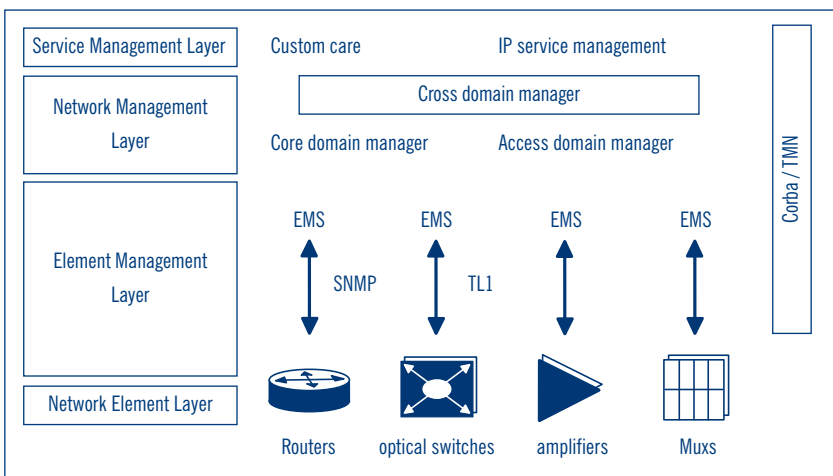 Service Management Layer
Custom care
IP service management
Network Management
Layer
Cross domain manager
Core domain manager
Access domain manager
Corba / TMN
Element Management
Layer
EMS
EMS
EMS
EMS
SNMP
TL1
Network Element Layer
Routers
optical switches
amplifiers
Muxs